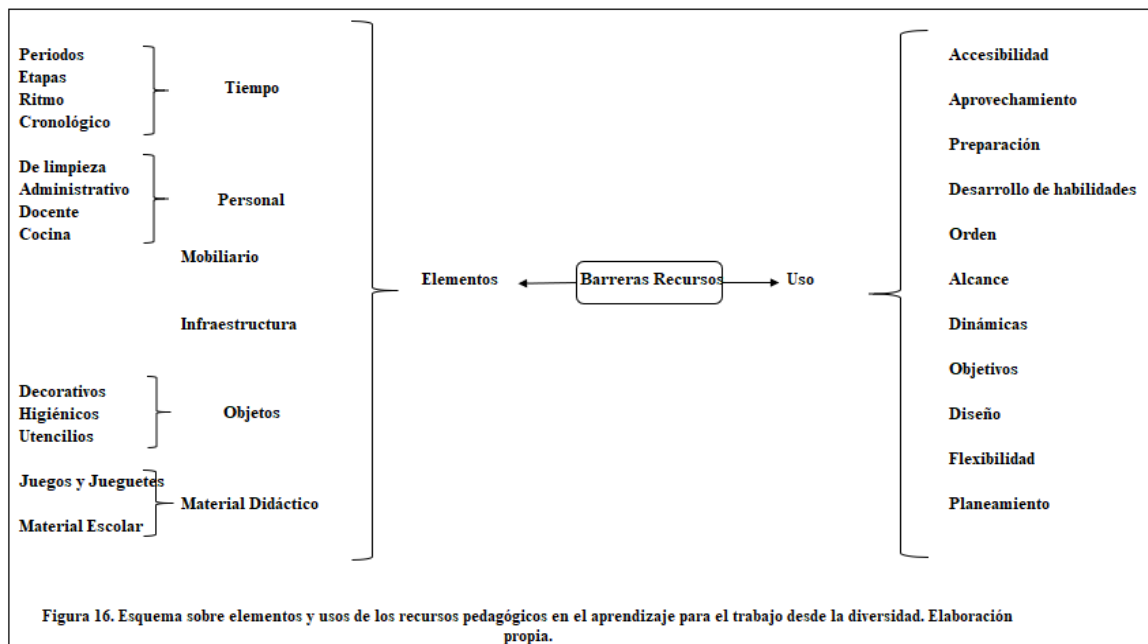 Periodos
Etapas
Ritmo
Cronológico
Tiempo
De limpieza
Administrativo
Docente
Cocina
Personal
Mobiliario
Infraestructura
Decorativos
Higiénicos
Utencilios
Objetos
Juegos y Jueguetes
Material Escolar
Material Didáctico
Elementos
Barreras Recursos
Uso
Accesibilidad
Aprovechamiento
Preparación
Desarrollo de habilidades
Orden
Alcance
Dinámicas
Objetivos
Diseño
Flexibilidad
Planeamiento
Figura 16. Esquema sobre elementos y usos de los recursos pedagógicos en el aprendizaje para el trabajo desde la diversidad. Elaboración
propia.